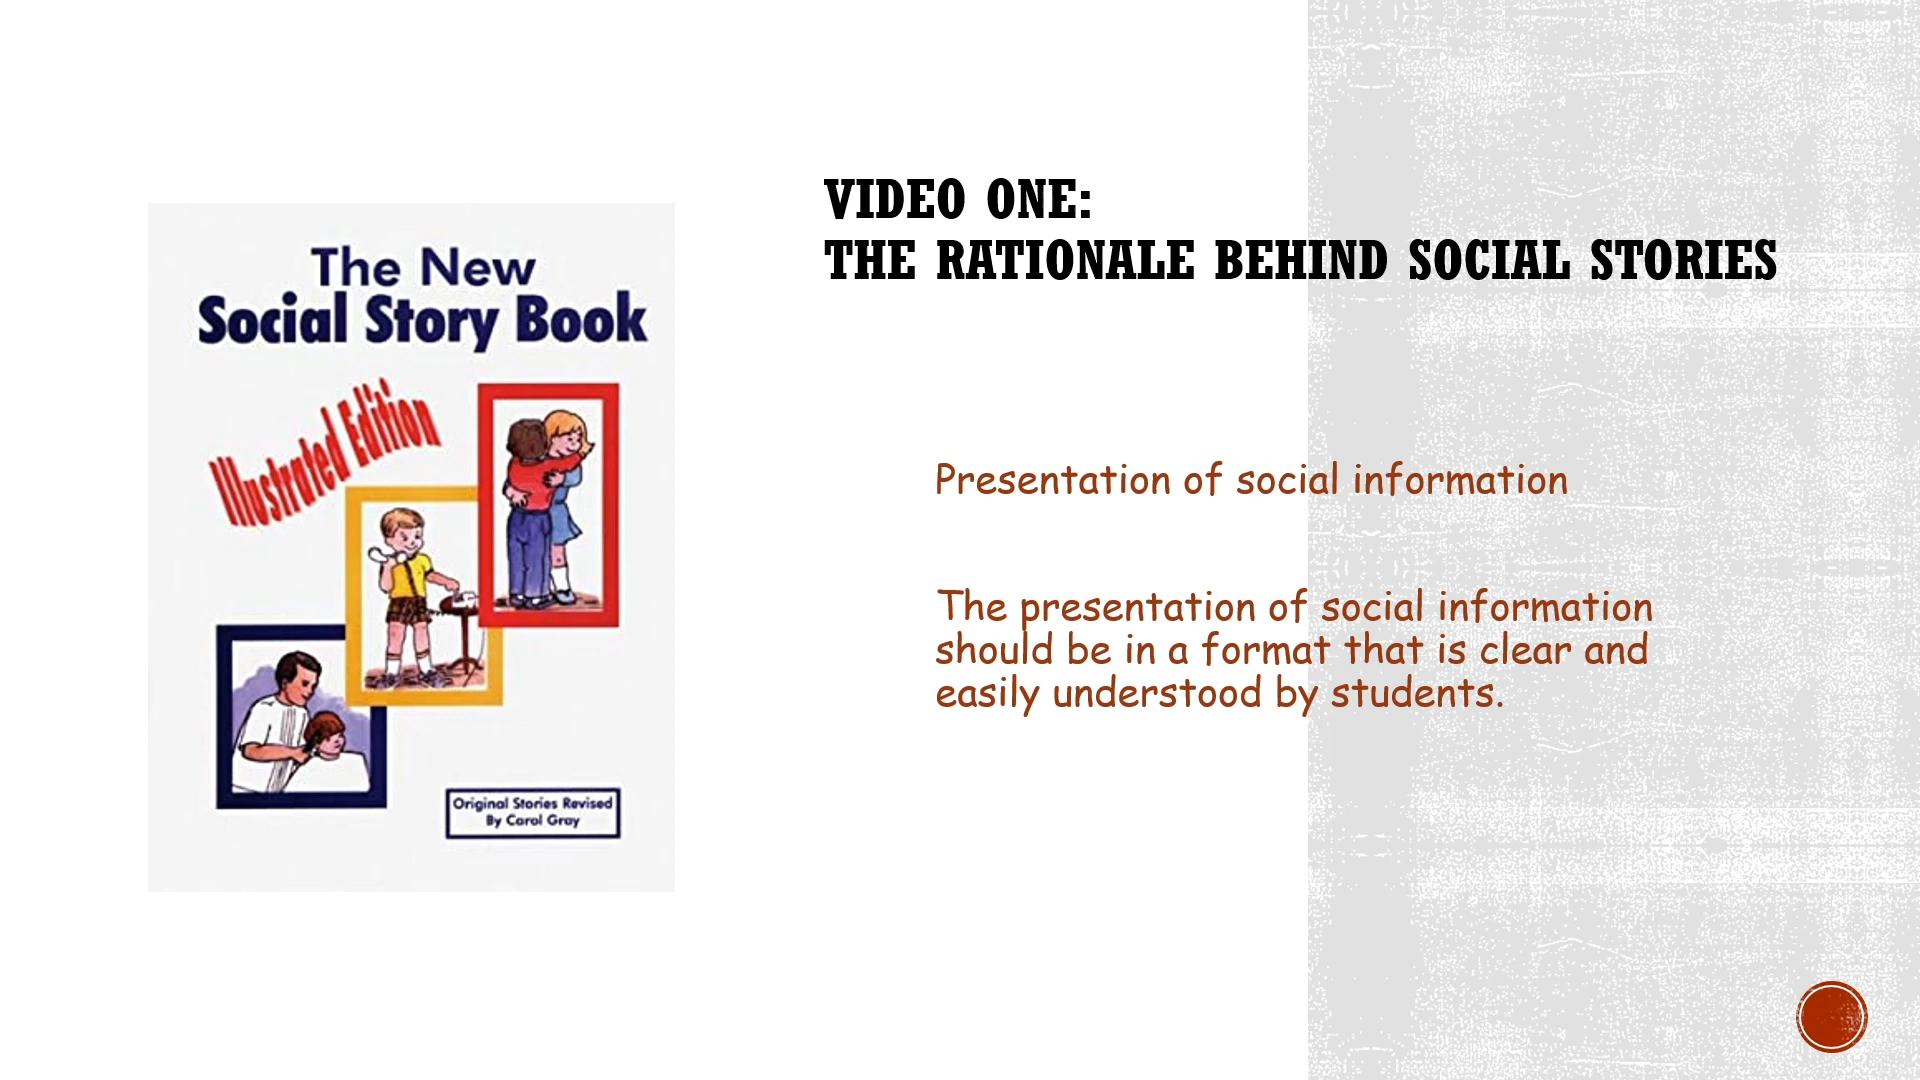 The New
Social Story Book
Illustrated Edition
Original Stories Revised
By Carol Gray
VIDEO ONE:
THE RATIONALE BEHIND SOCIAL STORIES
Presentation of social information
The presentation of social information
should be in a format that is clear and
easily understood by students.